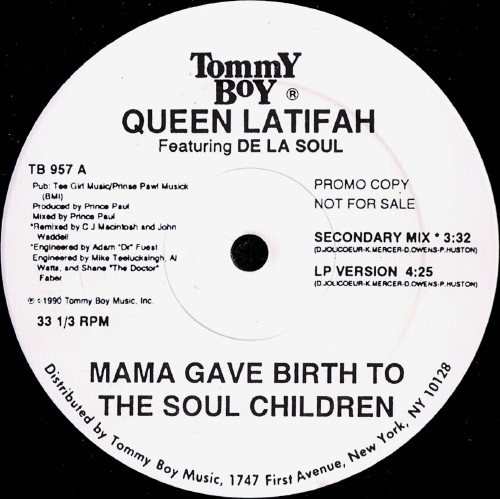 TommY
BoY ®
QUEEN LATIFAH
Featuring DE LA SOUL
TB 957 A
Pub: Tee Girl Music/Prinse Pawl Musick
(BMI)
Produced by Prince Paul
Mixed by Prince Paul
*Remixed by C J Macintosh and John
Waddell
*Engineered by Adam "Dr" Fuest
Engineered by Mike Teelucksingh, Al
Watts, and Shane "The Doctor"
Faber
℗ © 1990 Tommy Boy Music, Inc.
33 1/3 RPM
PROMO COPY
NOT FOR SALE
SECONDARY MIX * 3:32
(D.JOLICOEUR-K.MERCER-D.OWENS-P.HUSTON)
LP VERSION 4:25
(D.JOLICOEUR-K.MERCER-D.OWENS-P.HUSTON)
MAMA GAVE BIRTH TO
THE SOUL CHILDREN
Distributed by Tommy Boy Music, 1747 First Avenue, New York, NY 10128